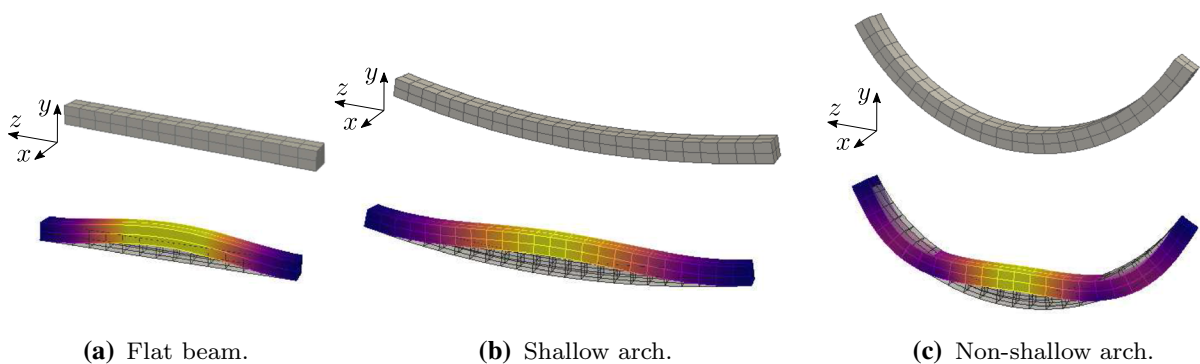 y
z
x
y
z
x
y
z
x
(a) Flat beam.
(b) Shallow arch.
(c) Non-shallow arch.